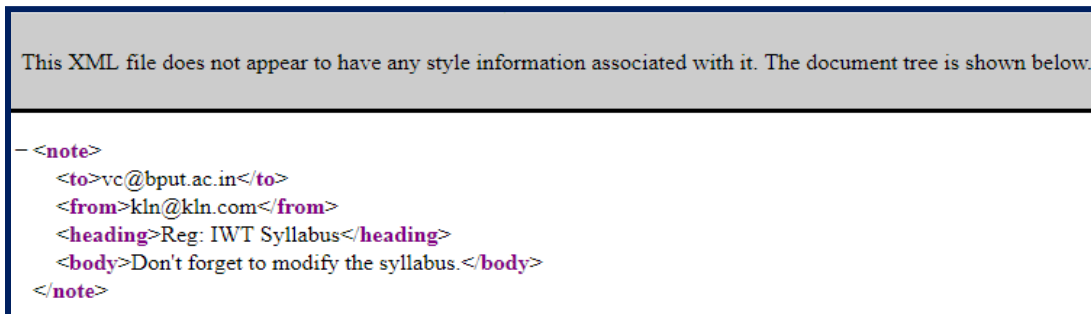 This XML file does not appear to have any style information associated with it. The document tree is shown below.
– <note>
<to>vc@bput.ac.in</to>
<from>kln@kln.com</from>
<heading>Reg: IWT Syllabus</heading>
<body>Don't forget to modify the syllabus.</body>
</note>